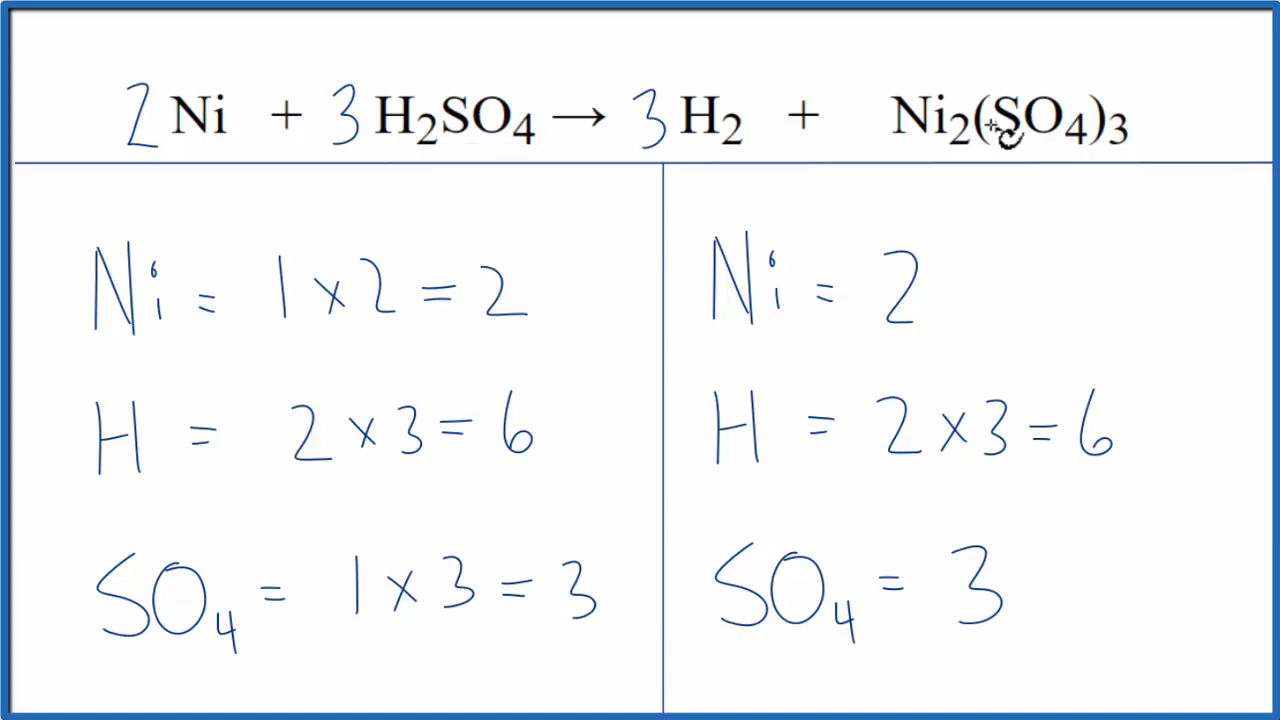 2 Ni + 3 H₂SO₄ → 3 H₂ + Ni₂(SO₄)₃
Ni = 1 x 2 = 2
Ni = 2
H = 2 x 3 = 6
H = 2 x 3 = 6
SO₄ = 1 x 3 = 3
SO₄ = 3